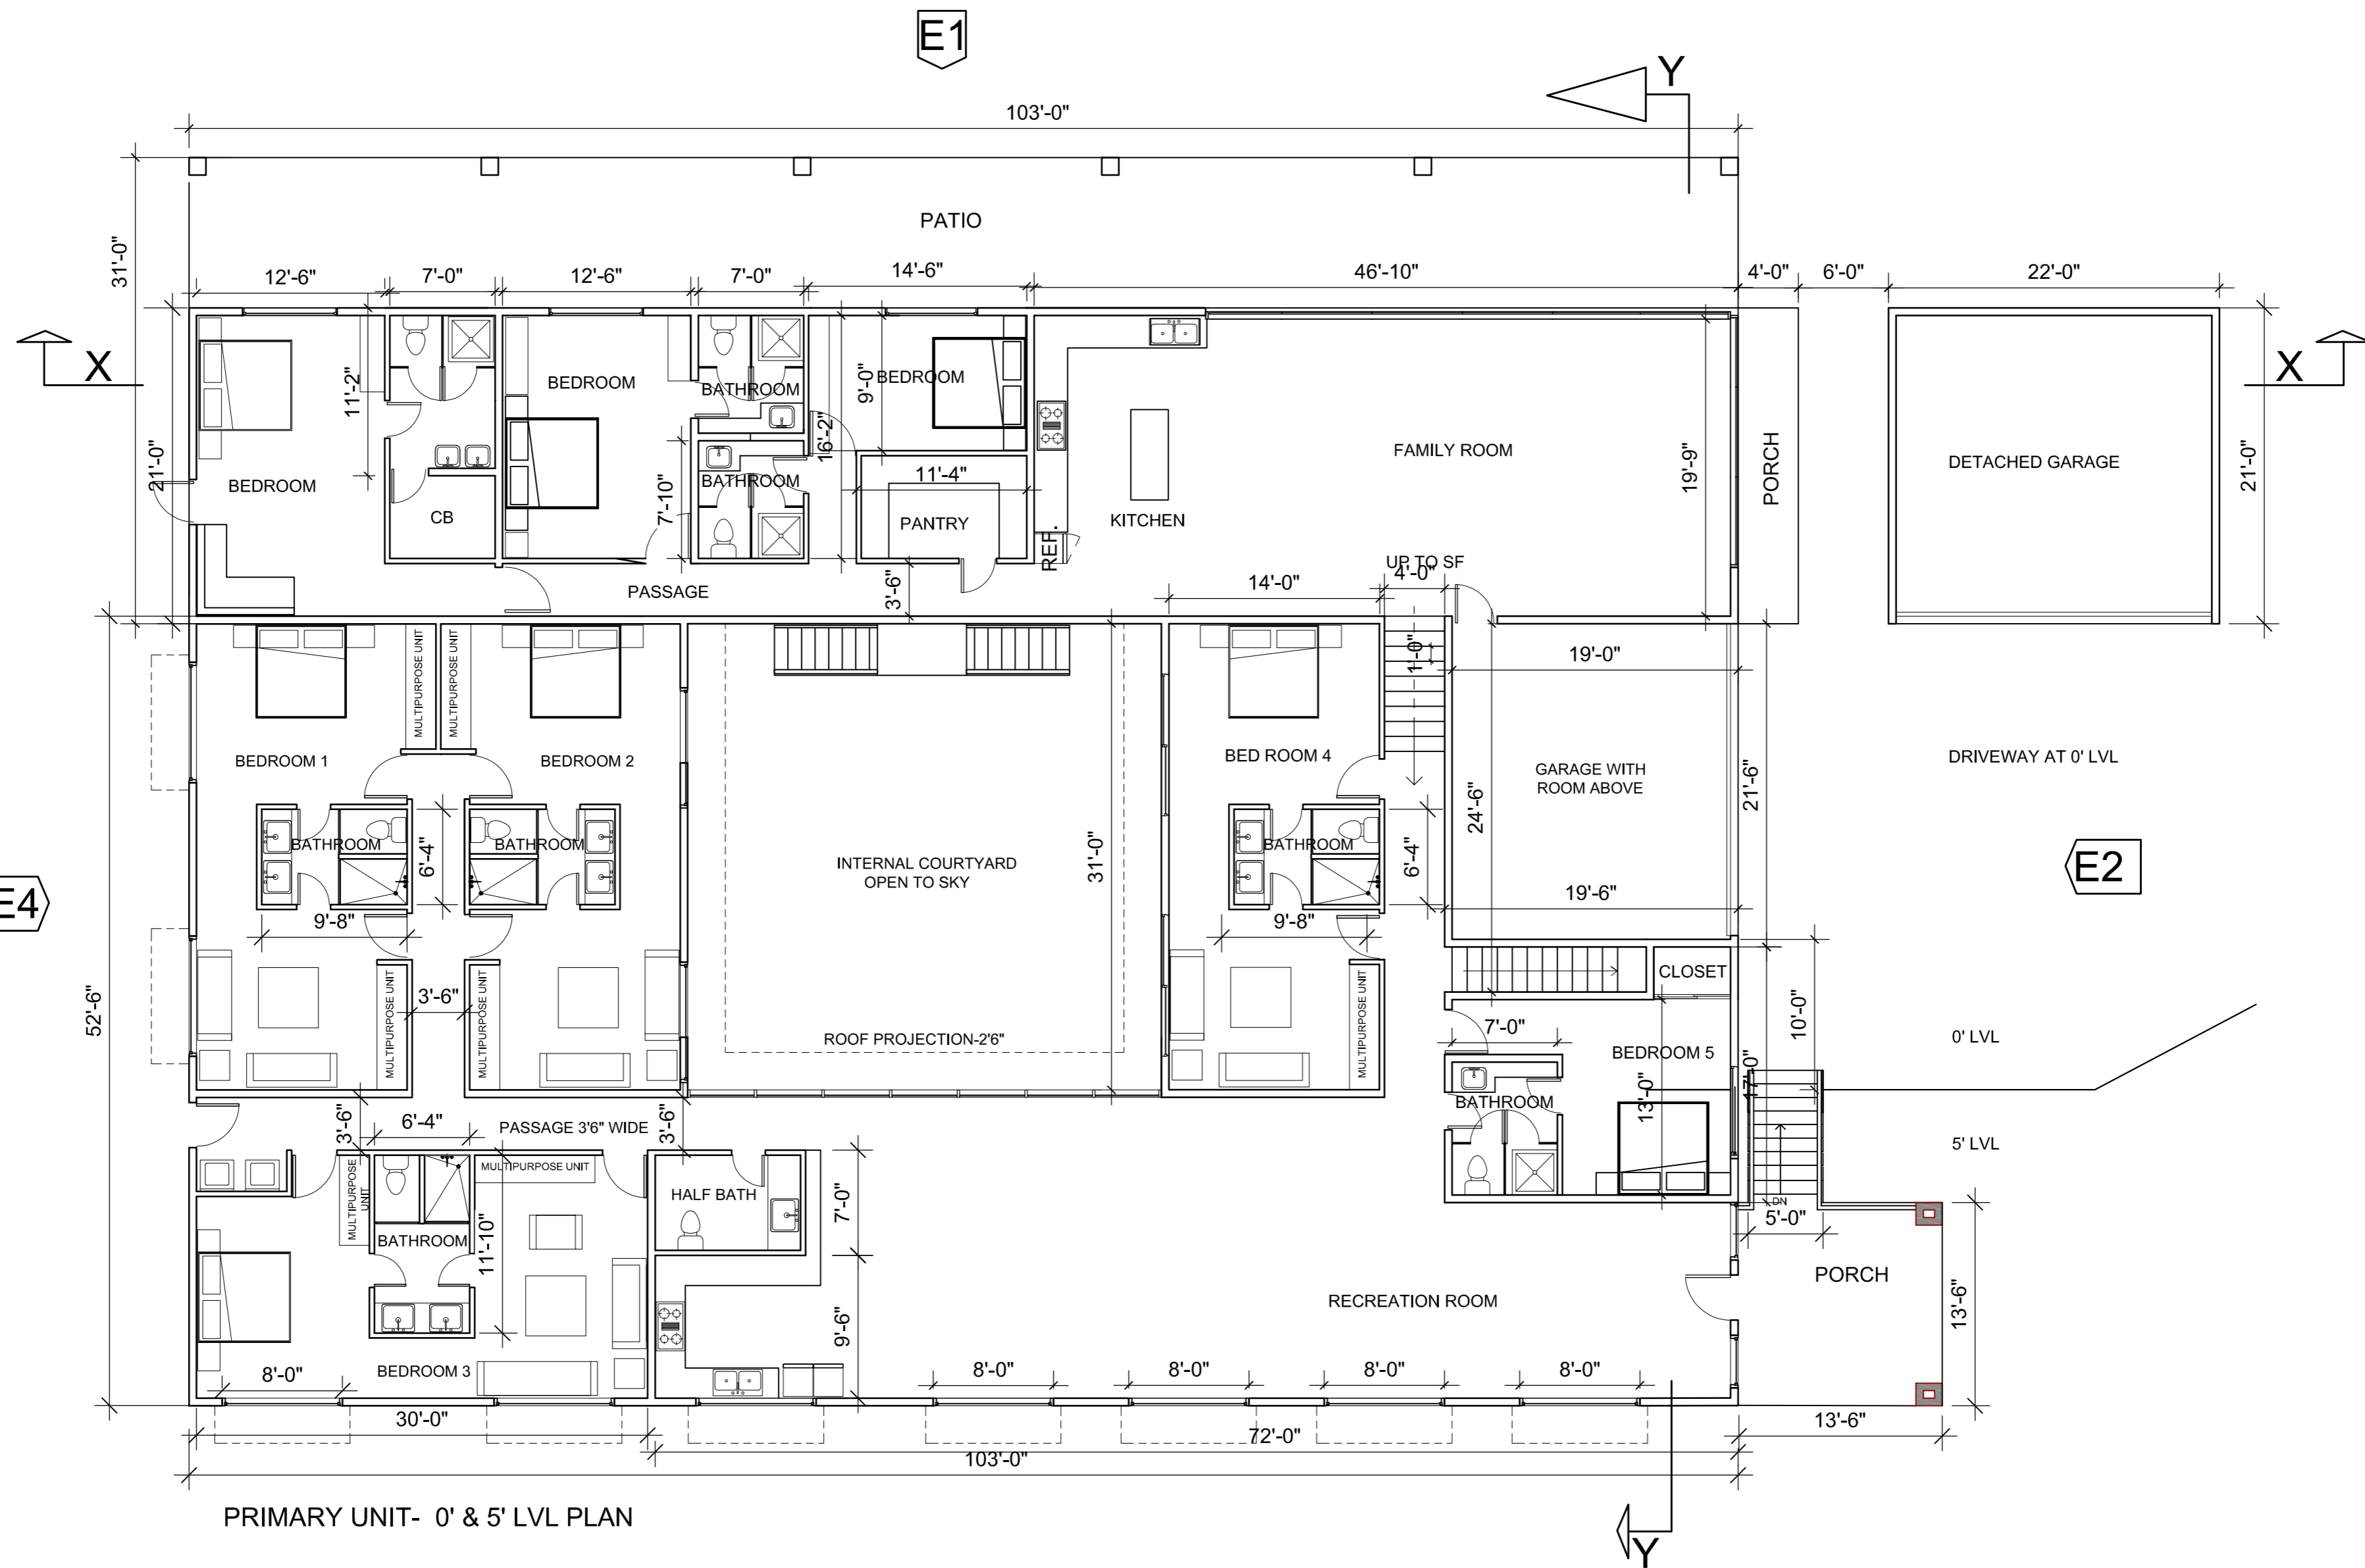 E1
Y
103'-0"
PATIO
31'-0"
12'-6"
7'-0"
12'-6"
7'-0"
14'-6"
46'-10"
4'-0"
6'-0"
22'-0"
X
X
11'-2"
BEDROOM
BATHROOM
9'-0"
BEDROOM
16'-2"
21'-0"
BEDROOM
CB
7'-10"
BATHROOM
11'-4"
PANTRY
KITCHEN
REF.
FAMILY ROOM
19'-9"
PORCH
DETACHED GARAGE
21'-0"
PASSAGE
3'-6"
14'-0"
UP TO SF
4'-0"
1'-0"
19'-0"
MULTIPURPOSE UNIT
MULTIPURPOSE UNIT
BEDROOM 1
BEDROOM 2
BED ROOM 4
GARAGE WITH
ROOM ABOVE
DRIVEWAY AT 0' LVL
21'-6"
24'-6"
BATHROOM
6'-4"
BATHROOM
INTERNAL COURTYARD
OPEN TO SKY
31'-0"
BATHROOM
6'-4"
19'-6"
E2
E4
9'-8"
9'-8"
52'-6"
3'-6"
MULTIPURPOSE UNIT
MULTIPURPOSE UNIT
ROOF PROJECTION-2'6"
MULTIPURPOSE UNIT
CLOSET
10'-0"
7'-0"
BEDROOM 5
0' LVL
17'-0"
13'-0"
BATHROOM
3'-6"
6'-4"
PASSAGE 3'6" WIDE
3'-6"
5' LVL
MULTIPURPOSE
UNIT
MULTIPURPOSE UNIT
HALF BATH
7'-0"
DN
5'-0"
BATHROOM
11'-10"
PORCH
13'-6"
RECREATION ROOM
9'-6"
8'-0"
BEDROOM 3
8'-0"
8'-0"
8'-0"
8'-0"
30'-0"
72'-0"
13'-6"
103'-0"
PRIMARY UNIT- 0' & 5' LVL PLAN
Y